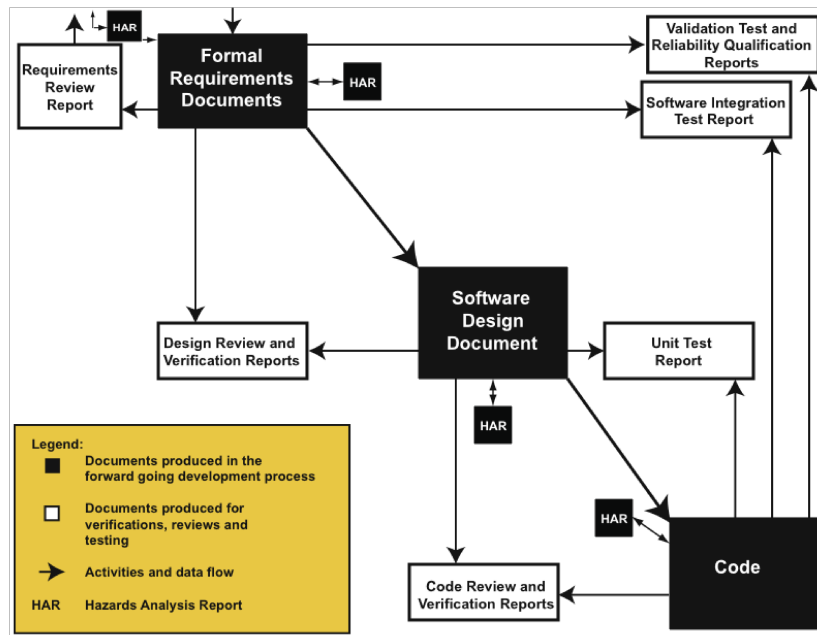 HAR
Formal
Requirements
Documents
Validation Test and
Reliability Qualification
Reports
Requirements
Review
Report
HAR
Software Integration
Test Report
Software
Design
Document
Design Review and
Verification Reports
Unit Test
Report
HAR
Legend:
Documents produced in the
forward going development process
Documents produced for
verifications, reviews and
testing
Activities and data flow
HAR Hazards Analysis Report
HAR
Code
Code Review and
Verification Reports